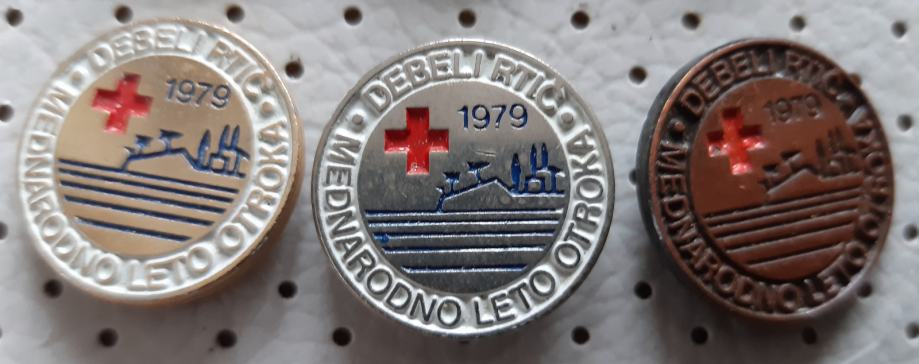 DEBELI RTIČ
1979
MEDNARODNO LETO OTROKA
DEBELI RTIČ
1979
MEDNARODNO LETO OTROKA
DEBELI RTIČ
1979
MEDNARODNO LETO OTROKA